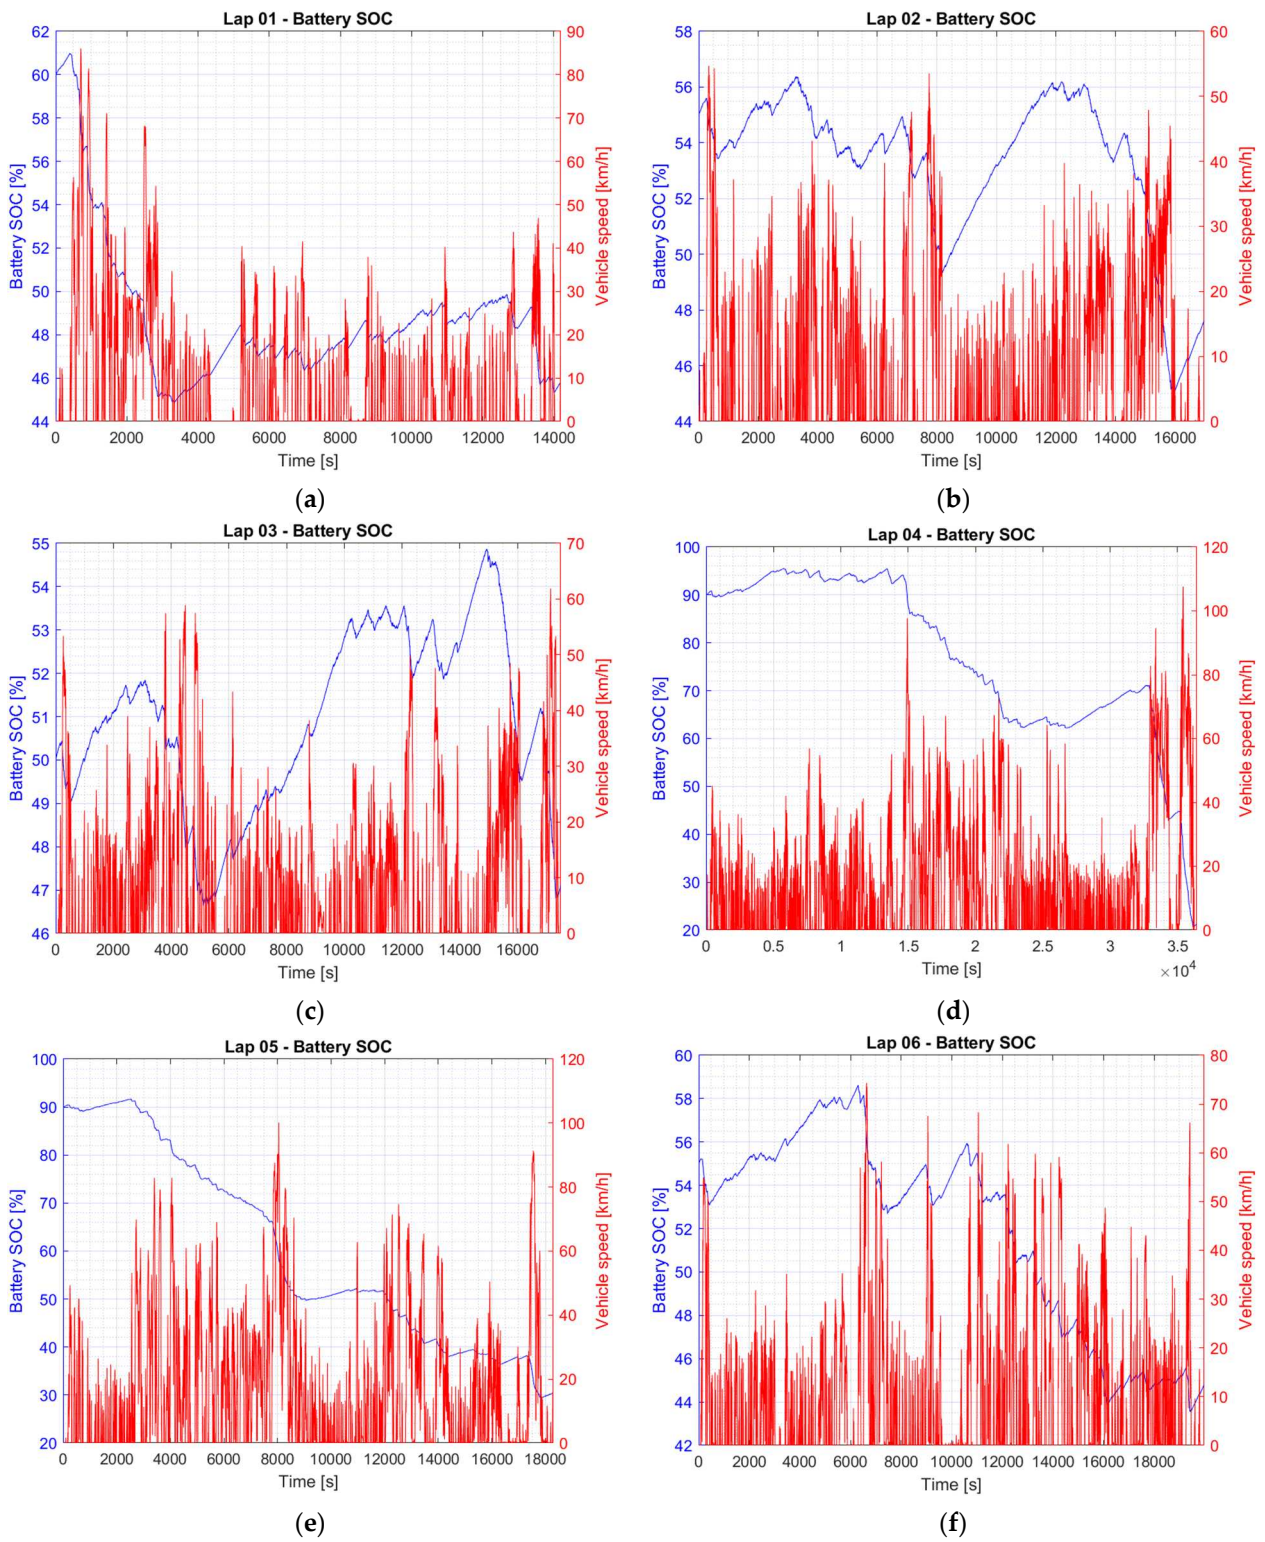 Lap 01 - Battery SOC
62
60
58
56
54
52
50
48
46
44
Battery SOC [%]
90
80
70
60
50
40
30
20
10
0
Vehicle speed [km/h]
0 2000 4000 6000 8000 10000 12000 14000
Time [s]
(a)
Lap 02 - Battery SOC
58
56
54
52
50
48
46
44
Battery SOC [%]
60
50
40
30
20
10
0
Vehicle speed [km/h]
0 2000 4000 6000 8000 10000 12000 14000 16000
Time [s]
(b)
Lap 03 - Battery SOC
55
54
53
52
51
50
49
48
47
46
Battery SOC [%]
70
60
50
40
30
20
10
0
Vehicle speed [km/h]
0 2000 4000 6000 8000 10000 12000 14000 16000
Time [s]
(c)
Lap 04 - Battery SOC
100
90
80
70
60
50
40
30
20
Battery SOC [%]
120
100
80
60
40
20
0
Vehicle speed [km/h]
0 0.5 1 1.5 2 2.5 3 3.5
×10⁴
Time [s]
(d)
Lap 05 - Battery SOC
100
90
80
70
60
50
40
30
20
Battery SOC [%]
120
100
80
60
40
20
0
Vehicle speed [km/h]
0 2000 4000 6000 8000 10000 12000 14000 16000 18000
Time [s]
(e)
Lap 06 - Battery SOC
60
58
56
54
52
50
48
46
44
42
Battery SOC [%]
80
70
60
50
40
30
20
10
0
Vehicle speed [km/h]
0 2000 4000 6000 8000 10000 12000 14000 16000 18000
Time [s]
(f)